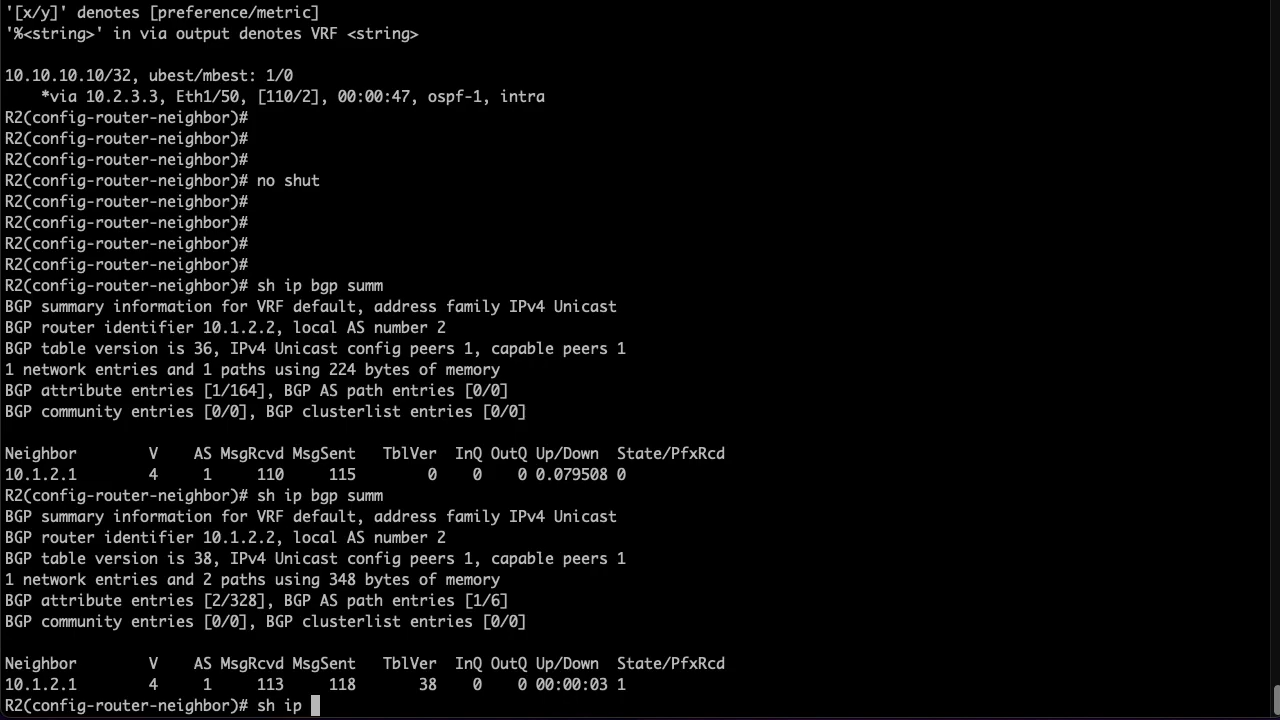 '[x/y]' denotes [preference/metric]
'%<string>' in via output denotes VRF <string>
10.10.10.10/32, ubest/mbest: 1/0
*via 10.2.3.3, Eth1/50, [110/2], 00:00:47, ospf-1, intra
R2(config-router-neighbor)#
R2(config-router-neighbor)#
R2(config-router-neighbor)#
R2(config-router-neighbor)# no shut
R2(config-router-neighbor)#
R2(config-router-neighbor)#
R2(config-router-neighbor)#
R2(config-router-neighbor)#
R2(config-router-neighbor)# sh ip bgp summ
BGP summary information for VRF default, address family IPv4 Unicast
BGP router identifier 10.1.2.2, local AS number 2
BGP table version is 36, IPv4 Unicast config peers 1, capable peers 1
1 network entries and 1 paths using 224 bytes of memory
BGP attribute entries [1/164], BGP AS path entries [0/0]
BGP community entries [0/0], BGP clusterlist entries [0/0]
Neighbor V AS MsgRcvd MsgSent TblVer InQ OutQ Up/Down State/PfxRcd
10.1.2.1 4 1 110 115 0 0 0 0.079508 0
R2(config-router-neighbor)# sh ip bgp summ
BGP summary information for VRF default, address family IPv4 Unicast
BGP router identifier 10.1.2.2, local AS number 2
BGP table version is 38, IPv4 Unicast config peers 1, capable peers 1
1 network entries and 2 paths using 348 bytes of memory
BGP attribute entries [2/328], BGP AS path entries [1/6]
BGP community entries [0/0], BGP clusterlist entries [0/0]
Neighbor V AS MsgRcvd MsgSent TblVer InQ OutQ Up/Down State/PfxRcd
10.1.2.1 4 1 113 118 38 0 0 00:00:03 1
R2(config-router-neighbor)# sh ip